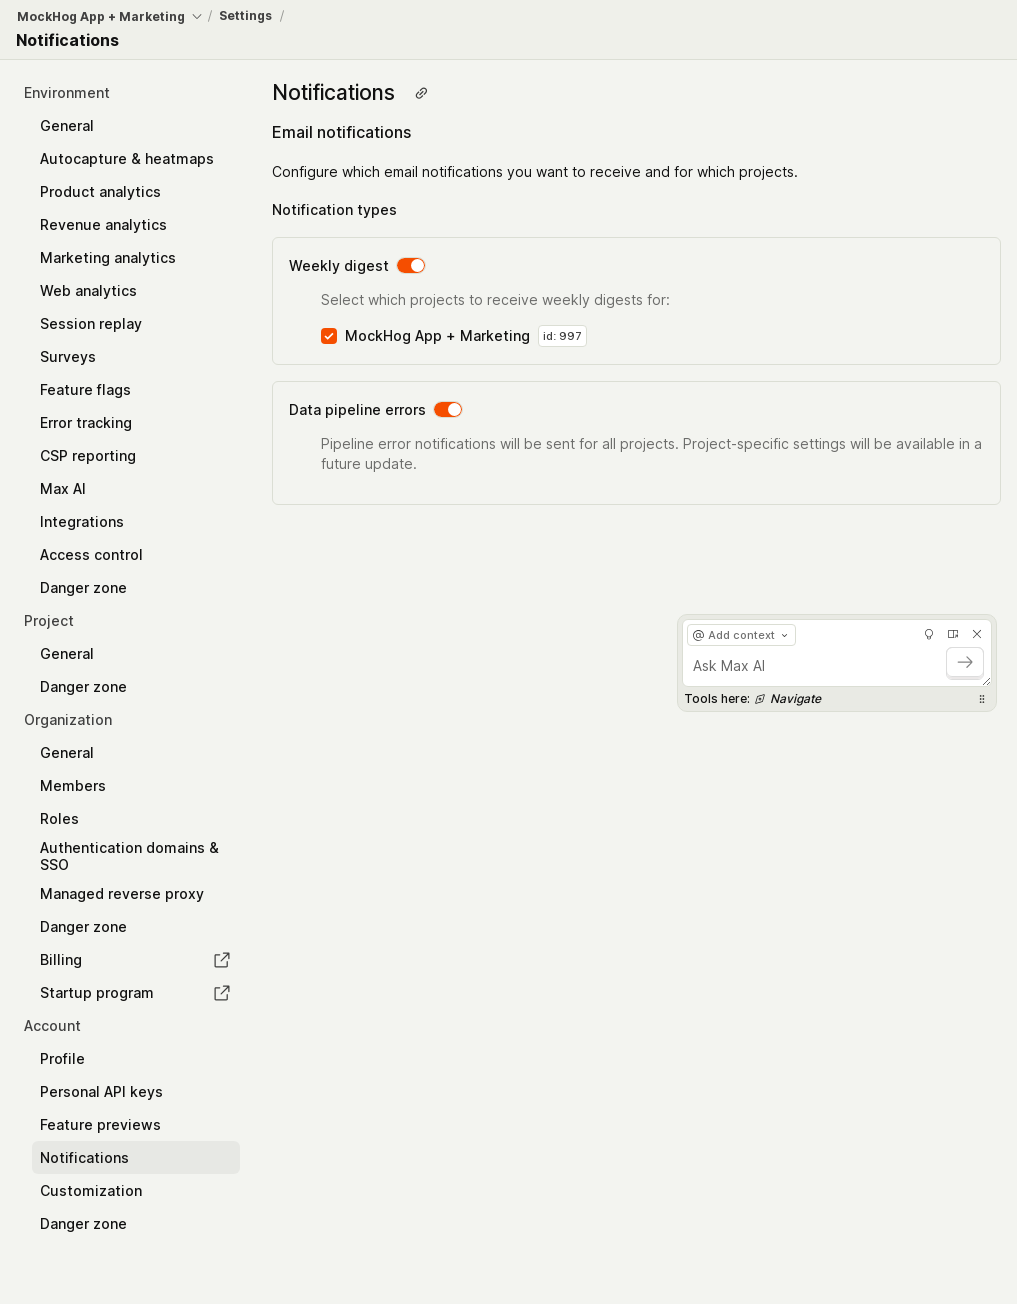 MockHog App + Marketing / Settings /
Notifications
Environment
General
Autocapture & heatmaps
Product analytics
Revenue analytics
Marketing analytics
Web analytics
Session replay
Surveys
Feature flags
Error tracking
CSP reporting
Max AI
Integrations
Access control
Danger zone
Project
General
Danger zone
Organization
General
Members
Roles
Authentication domains &
SSO
Managed reverse proxy
Danger zone
Billing
Startup program
Account
Profile
Personal API keys
Feature previews
Notifications
Customization
Danger zone
Notifications
Email notifications
Configure which email notifications you want to receive and for which projects.
Notification types
Weekly digest
Select which projects to receive weekly digests for:
MockHog App + Marketing id: 997
Data pipeline errors
Pipeline error notifications will be sent for all projects. Project-specific settings will be available in a
future update.
@ Add context
Ask Max AI
Tools here: Navigate